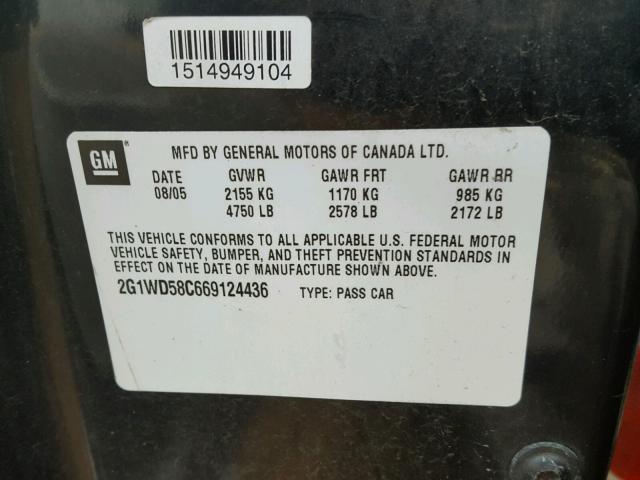 1514949104
GM
MFD BY GENERAL MOTORS OF CANADA LTD.
DATE GVWR GAWR FRT GAWR RR
08/05 2155 KG 1170 KG 985 KG
4750 LB 2578 LB 2172 LB
THIS VEHICLE CONFORMS TO ALL APPLICABLE U.S. FEDERAL MOTOR
VEHICLE SAFETY, BUMPER, AND THEFT PREVENTION STANDARDS IN
EFFECT ON THE DATE OF MANUFACTURE SHOWN ABOVE.
2G1WD58C669124436 TYPE: PASS CAR